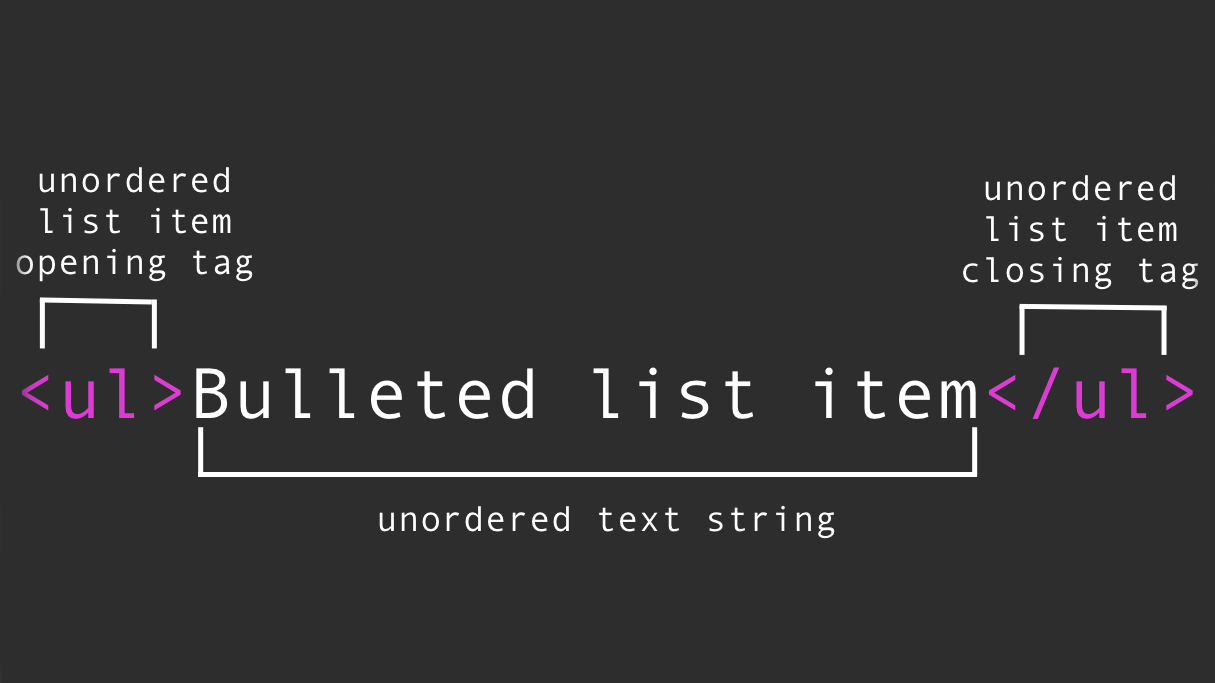 unordered
list item
opening tag
unordered
list item
closing tag
<ul>Bulleted list item</ul>
unordered text string